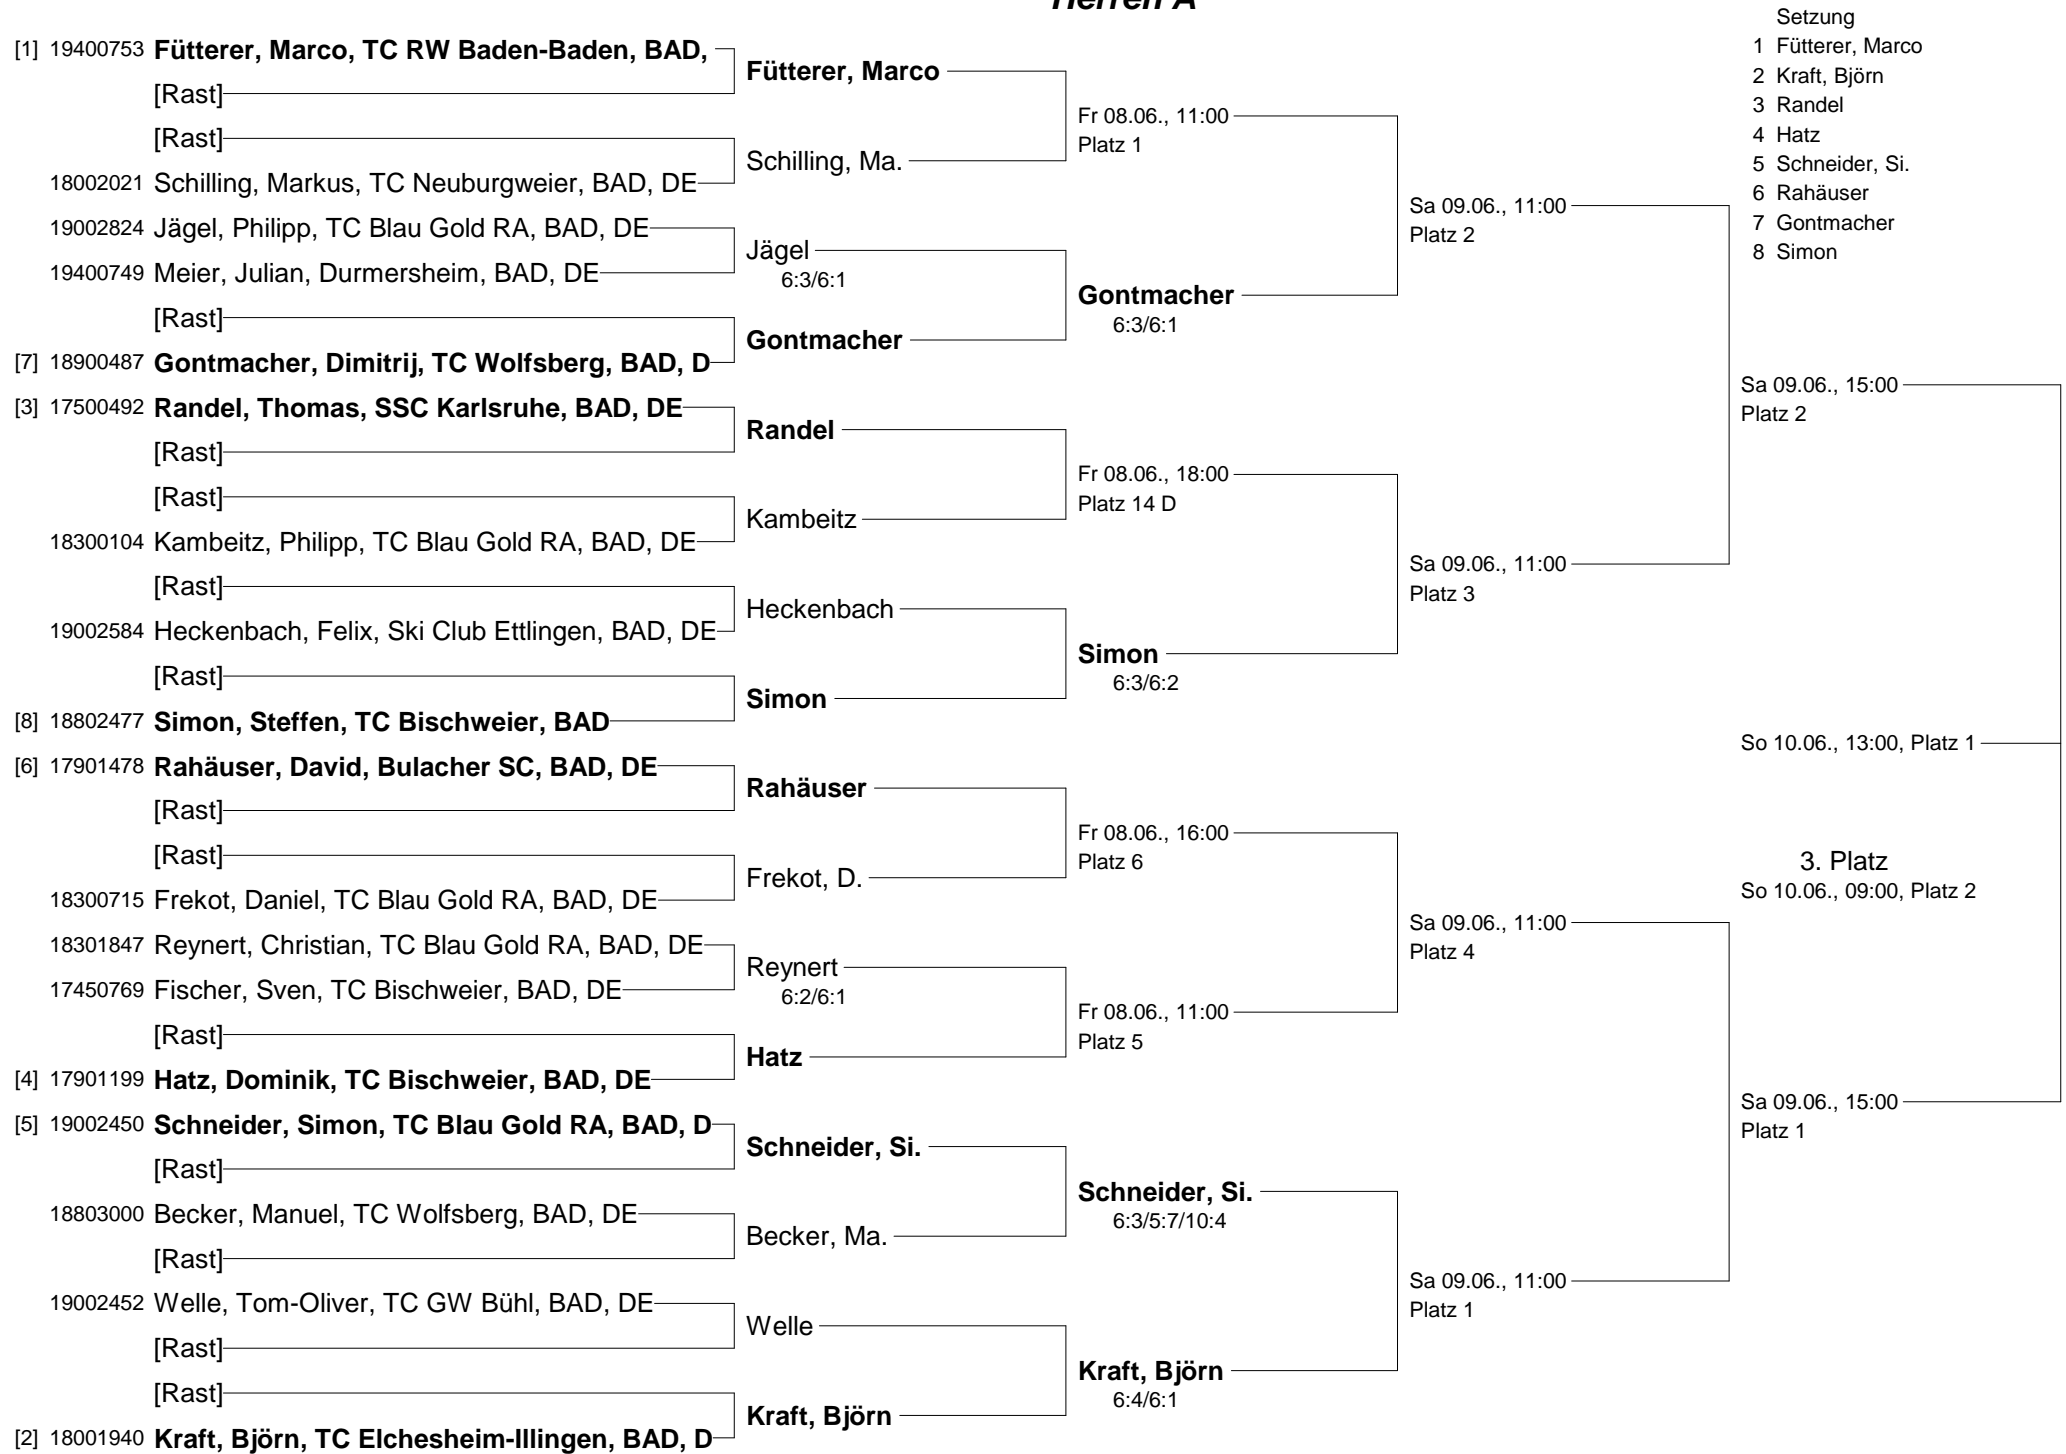 Herren A
Setzung
1 Fütterer, Marco
2 Kraft, Björn
3 Randel
4 Hatz
5 Schneider, Si.
6 Rahäuser
7 Gontmacher
8 Simon
[1] 19400753 Fütterer, Marco, TC RW Baden-Baden, BAD,
[Rast]
[Rast]
18002021 Schilling, Markus, TC Neuburgweier, BAD, DE
19002824 Jägel, Philipp, TC Blau Gold RA, BAD, DE
19400749 Meier, Julian, Durmersheim, BAD, DE
[Rast]
[7] 18900487 Gontmacher, Dimitrij, TC Wolfsberg, BAD, D
[3] 17500492 Randel, Thomas, SSC Karlsruhe, BAD, DE
[Rast]
[Rast]
18300104 Kambeitz, Philipp, TC Blau Gold RA, BAD, DE
[Rast]
19002584 Heckenbach, Felix, Ski Club Ettlingen, BAD, DE
[Rast]
[8] 18802477 Simon, Steffen, TC Bischweier, BAD
[6] 17901478 Rahäuser, David, Bulacher SC, BAD, DE
[Rast]
[Rast]
18300715 Frekot, Daniel, TC Blau Gold RA, BAD, DE
18301847 Reynert, Christian, TC Blau Gold RA, BAD, DE
17450769 Fischer, Sven, TC Bischweier, BAD, DE
[Rast]
[4] 17901199 Hatz, Dominik, TC Bischweier, BAD, DE
[5] 19002450 Schneider, Simon, TC Blau Gold RA, BAD, D
[Rast]
18803000 Becker, Manuel, TC Wolfsberg, BAD, DE
[Rast]
19002452 Welle, Tom-Oliver, TC GW Bühl, BAD, DE
[Rast]
[Rast]
[2] 18001940 Kraft, Björn, TC Elchesheim-Illingen, BAD, D
Fütterer, Marco
Schilling, Ma.
Jägel
6:3/6:1
Gontmacher
Randel
Kambeitz
Heckenbach
Simon
Rahäuser
Frekot, D.
Reynert
6:2/6:1
Hatz
Schneider, Si.
Becker, Ma.
Welle
Kraft, Björn
Fr 08.06., 11:00
Platz 1
Gontmacher
6:3/6:1
Fr 08.06., 18:00
Platz 14 D
Simon
6:3/6:2
Fr 08.06., 16:00
Platz 6
Fr 08.06., 11:00
Platz 5
Schneider, Si.
6:3/5:7/10:4
Kraft, Björn
6:4/6:1
Sa 09.06., 11:00
Platz 2
Sa 09.06., 11:00
Platz 3
Sa 09.06., 11:00
Platz 4
Sa 09.06., 11:00
Platz 1
Sa 09.06., 15:00
Platz 2
So 10.06., 13:00, Platz 1
3. Platz
So 10.06., 09:00, Platz 2
Sa 09.06., 15:00
Platz 1